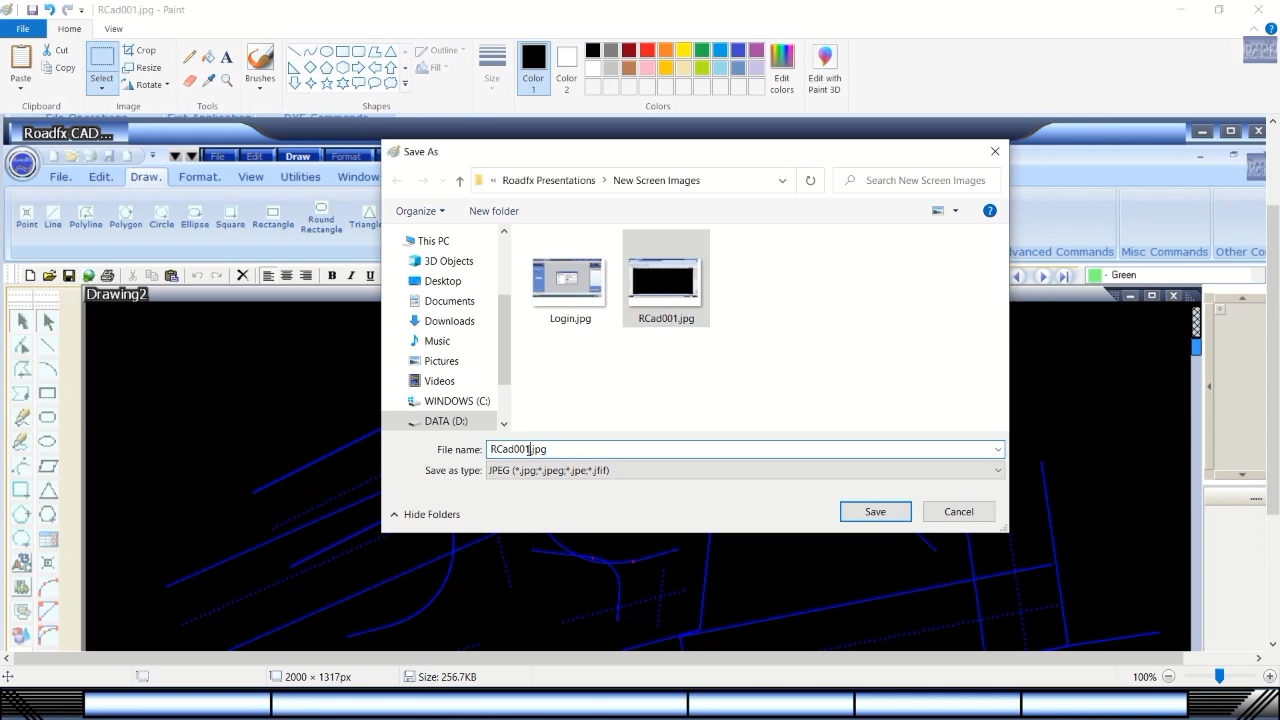 RCad001.jpg - Paint
File Home View
Paste Cut Copy
Clipboard
Select Crop Resize Rotate
Image
Tools
Brushes
Outline
Fill
Shapes
Size
Color 1
Color 2
Edit colors
Edit with Paint 3D
Colors
Roadfx CAD...
File Edit Draw Format
File. Edit. Draw. Format. View Utilities Window
Point Line Polyline Polygon Circle Ellipse Square Rectangle Round Rectangle Triangle
Misc Commands
B I U
Green
Drawing2
Save As
« Roadfx Presentations > New Screen Images
Search New Screen Images
Organize New folder
This PC
3D Objects
Desktop
Documents
Downloads
Music
Pictures
Videos
WINDOWS (C:)
DATA (D:)
Login.jpg
RCad001.jpg
File name: RCad001.jpg
Save as type: JPEG (*.jpg;*.jpeg;*.jpe;*.jfif)
Hide Folders
Save Cancel
2000 × 1317px
Size: 256.7KB
100%